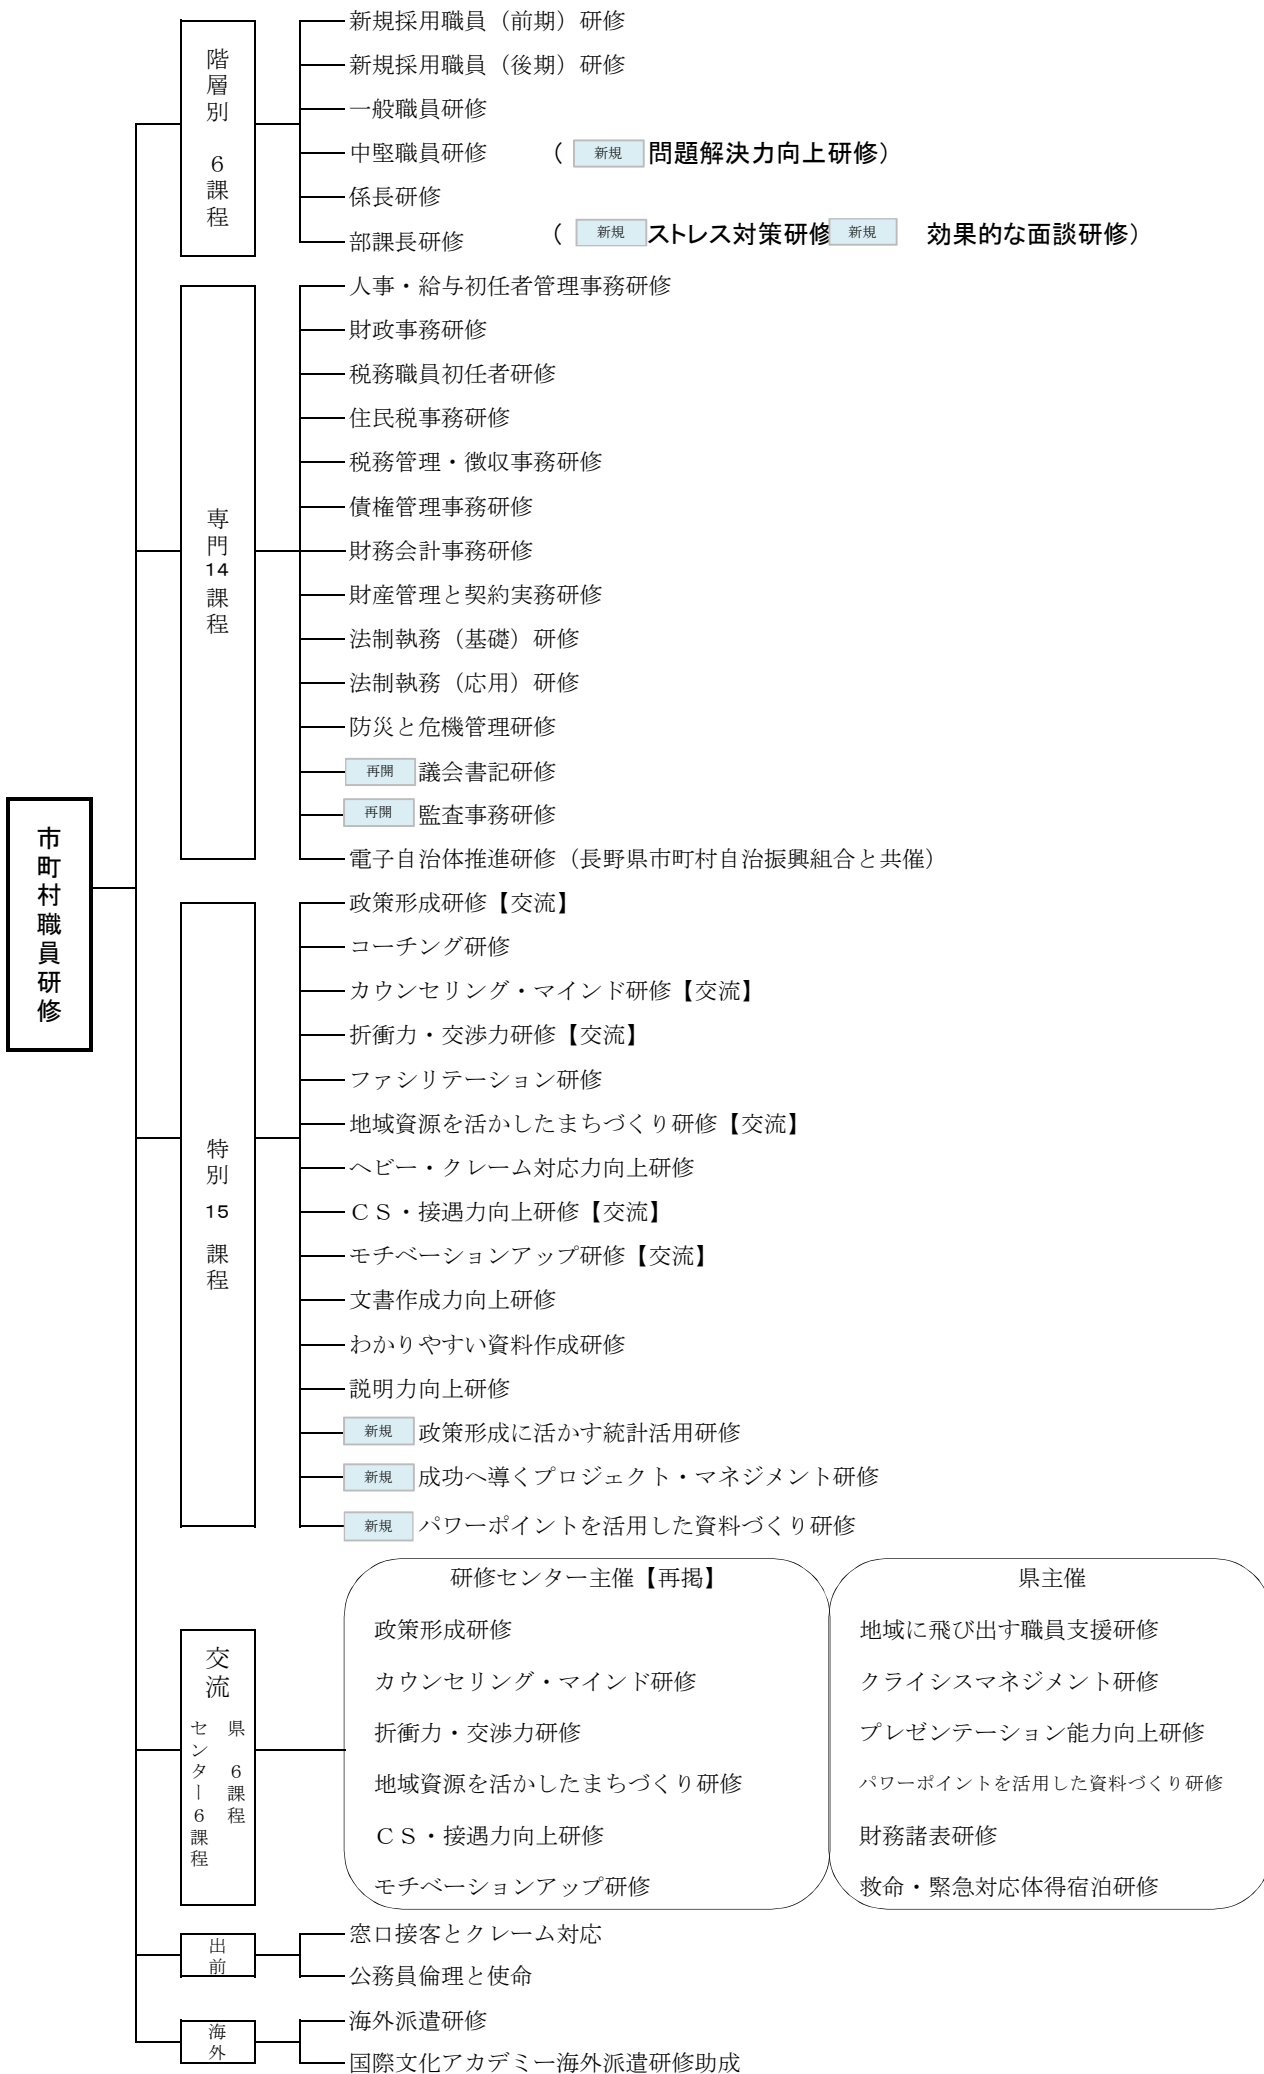 市町村職員研修
階層別 6課程
新規採用職員（前期）研修
新規採用職員（後期）研修
一般職員研修
中堅職員研修 （ 新規 問題解決力向上研修）
係長研修
部課長研修 （ 新規 ストレス対策研修 新規 効果的な面談研修）
専門14課程
人事・給与初任者管理事務研修
財政事務研修
税務職員初任者研修
住民税事務研修
税務管理・徴収事務研修
債権管理事務研修
財務会計事務研修
財産管理と契約実務研修
法制執務（基礎）研修
法制執務（応用）研修
防災と危機管理研修
再開 議会書記研修
再開 監査事務研修
電子自治体推進研修（長野県市町村自治振興組合と共催）
特別 15 課程
政策形成研修【交流】
コーチング研修
カウンセリング・マインド研修【交流】
折衝力・交渉力研修【交流】
ファシリテーション研修
地域資源を活かしたまちづくり研修【交流】
ヘビー・クレーム対応力向上研修
ＣＳ・接遇力向上研修【交流】
モチベーションアップ研修【交流】
文書作成力向上研修
わかりやすい資料作成研修
説明力向上研修
新規 政策形成に活かす統計活用研修
新規 成功へ導くプロジェクト・マネジメント研修
新規 パワーポイントを活用した資料づくり研修
交流
県 6課程
センター6課程
研修センター主催【再掲】
政策形成研修
カウンセリング・マインド研修
折衝力・交渉力研修
地域資源を活かしたまちづくり研修
ＣＳ・接遇力向上研修
モチベーションアップ研修
県主催
地域に飛び出す職員支援研修
クライシスマネジメント研修
プレゼンテーション能力向上研修
パワーポイントを活用した資料づくり研修
財務諸表研修
救命・緊急対応体得宿泊研修
出前
窓口接客とクレーム対応
公務員倫理と使命
海外
海外派遣研修
国際文化アカデミー海外派遣研修助成